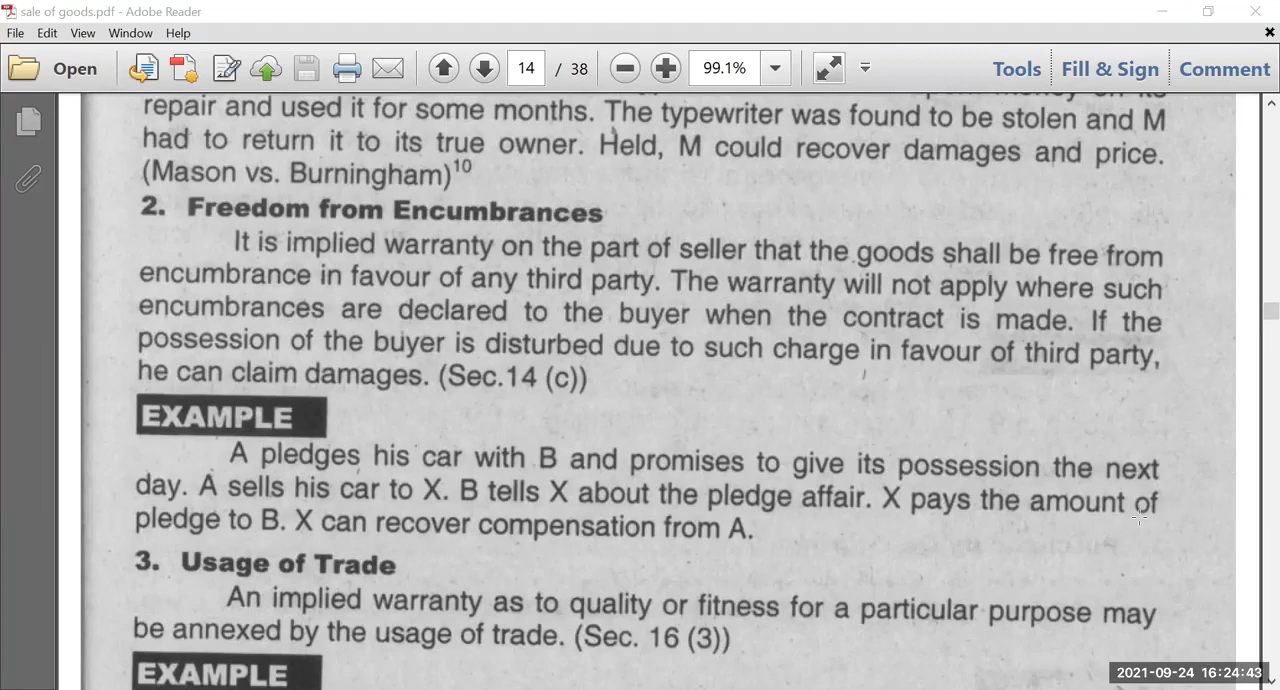 sale of goods.pdf - Adobe Reader
File Edit View Window Help
Open 14 / 38 99.1% Tools Fill & Sign Comment
repair and used it for some months. The typewriter was found to be stolen and M
had to return it to its true owner. Held, M could recover damages and price.
(Mason vs. Burningham)10
2. Freedom from Encumbrances
It is implied warranty on the part of seller that the goods shall be free from
encumbrance in favour of any third party. The warranty will not apply where such
encumbrances are declared to the buyer when the contract is made. If the
possession of the buyer is disturbed due to such charge in favour of third party,
he can claim damages. (Sec.14 (c))
EXAMPLE
A pledges his car with B and promises to give its possession the next
day. A sells his car to X. B tells X about the pledge affair. X pays the amount of
pledge to B. X can recover compensation from A.
3. Usage of Trade
An implied warranty as to quality or fitness for a particular purpose may
be annexed by the usage of trade. (Sec. 16 (3))
EXAMPLE
2021-09-24 16:24:43